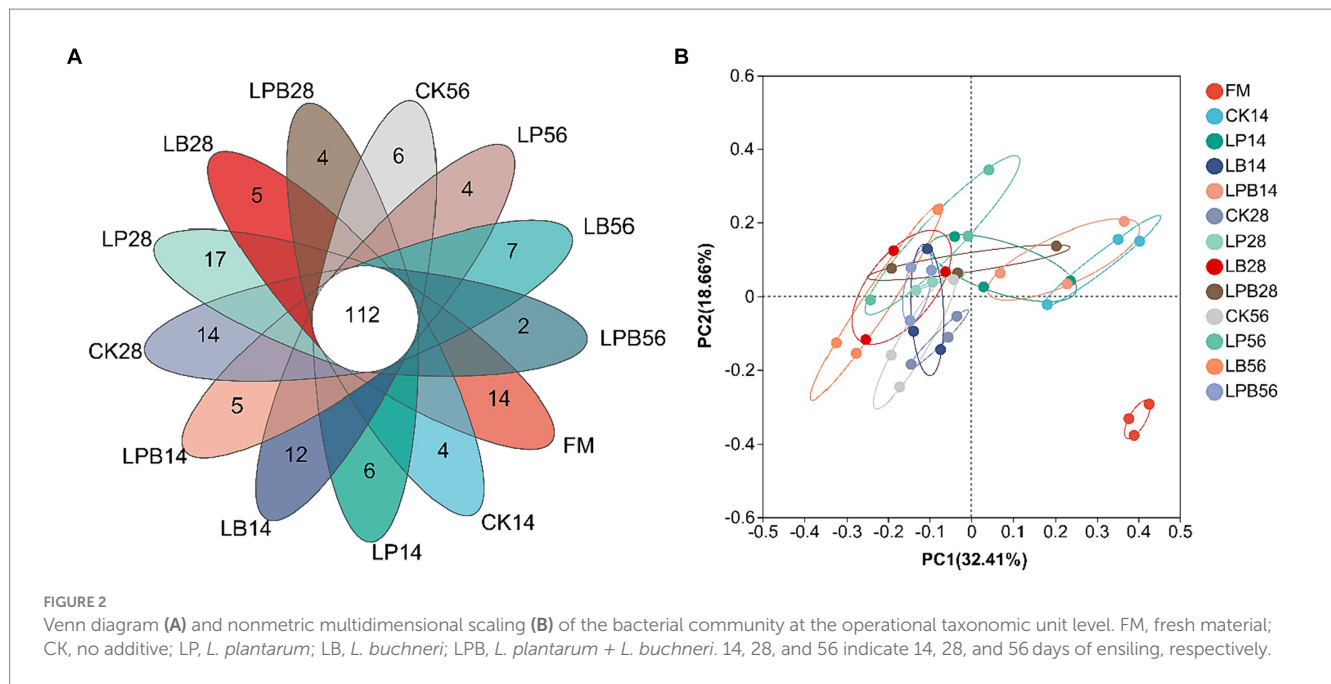 A
LPB28
CK56
LB28
LP56
4
6
5
4
LP28
LB56
17
7
112
CK28
14
2
LPB56
5
14
LPB14
12
6
4
FM
LB14
CK14
LP14
B
0.6
0.4
0.2
0
-0.2
-0.4
-0.6
PC2(18.66%)
-0.5 -0.4 -0.3 -0.2 -0.1 0 0.1 0.2 0.3 0.4 0.5
PC1(32.41%)
FM
CK14
LP14
LB14
LPB14
CK28
LP28
LB28
LPB28
CK56
LP56
LB56
LPB56
FIGURE 2
Venn diagram (A) and nonmetric multidimensional scaling (B) of the bacterial community at the operational taxonomic unit level. FM, fresh material;
CK, no additive; LP, L. plantarum; LB, L. buchneri; LPB, L. plantarum + L. buchneri. 14, 28, and 56 indicate 14, 28, and 56 days of ensiling, respectively.